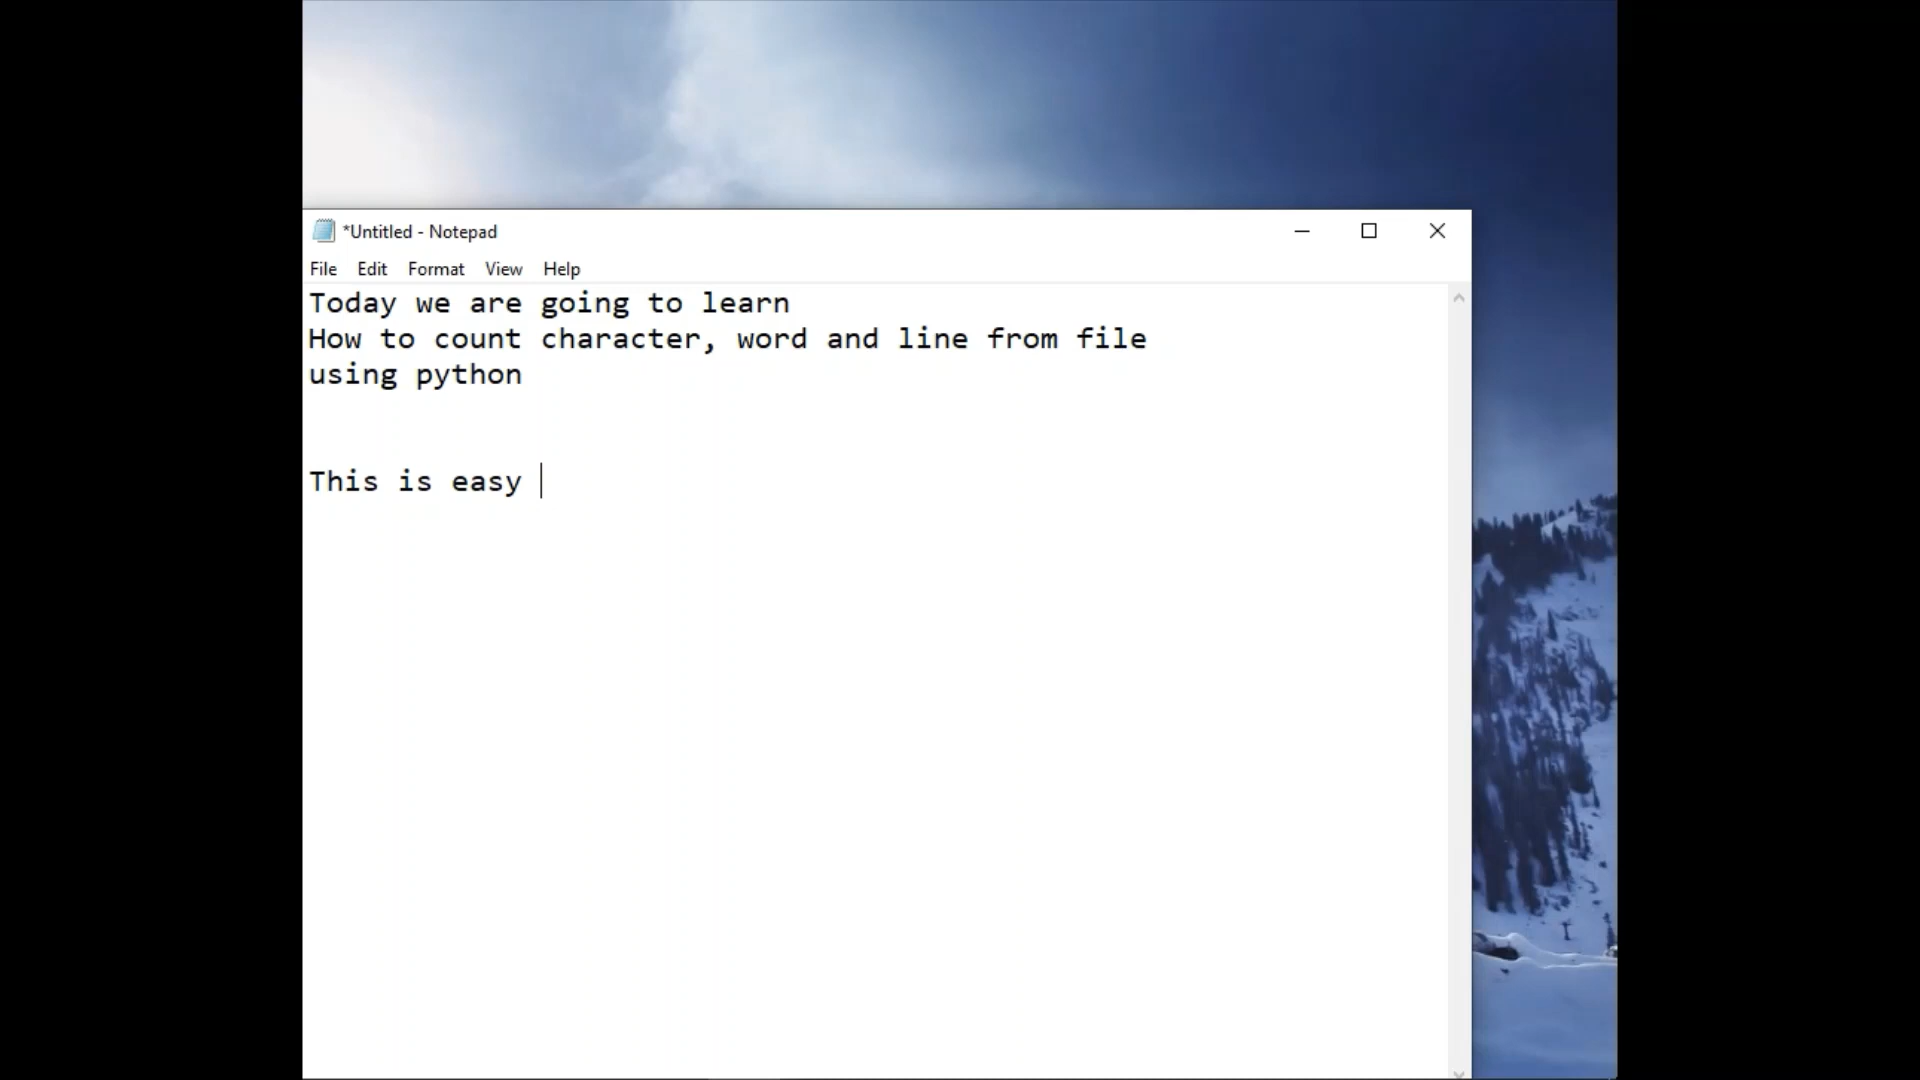 *Untitled - Notepad
File Edit Format View Help
Today we are going to learn
How to count character, word and line from file
using python
This is easy